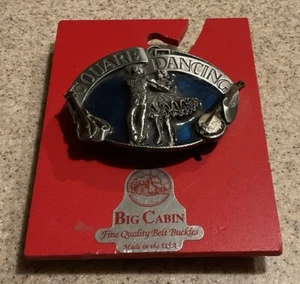 SQUARE DANCING
BIG CABIN
Fine Quality Belt Buckles
Made in the U.S.A.